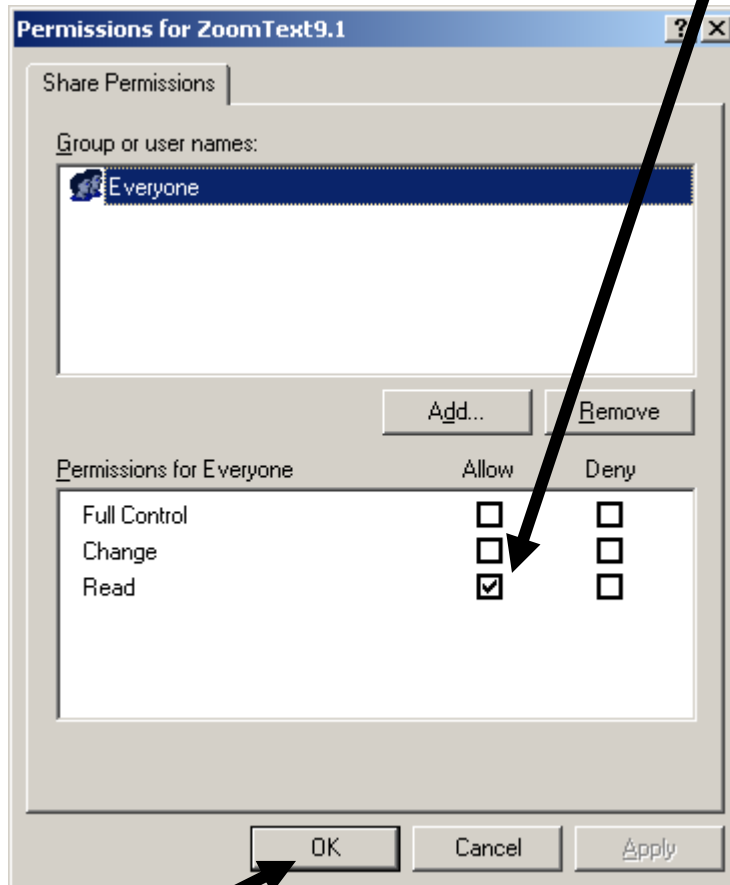 Permissions for ZoomText9.1
Share Permissions
Group or user names:
Everyone
Add... Remove
Permissions for Everyone Allow Deny
Full Control
Change
Read
OK Cancel Apply